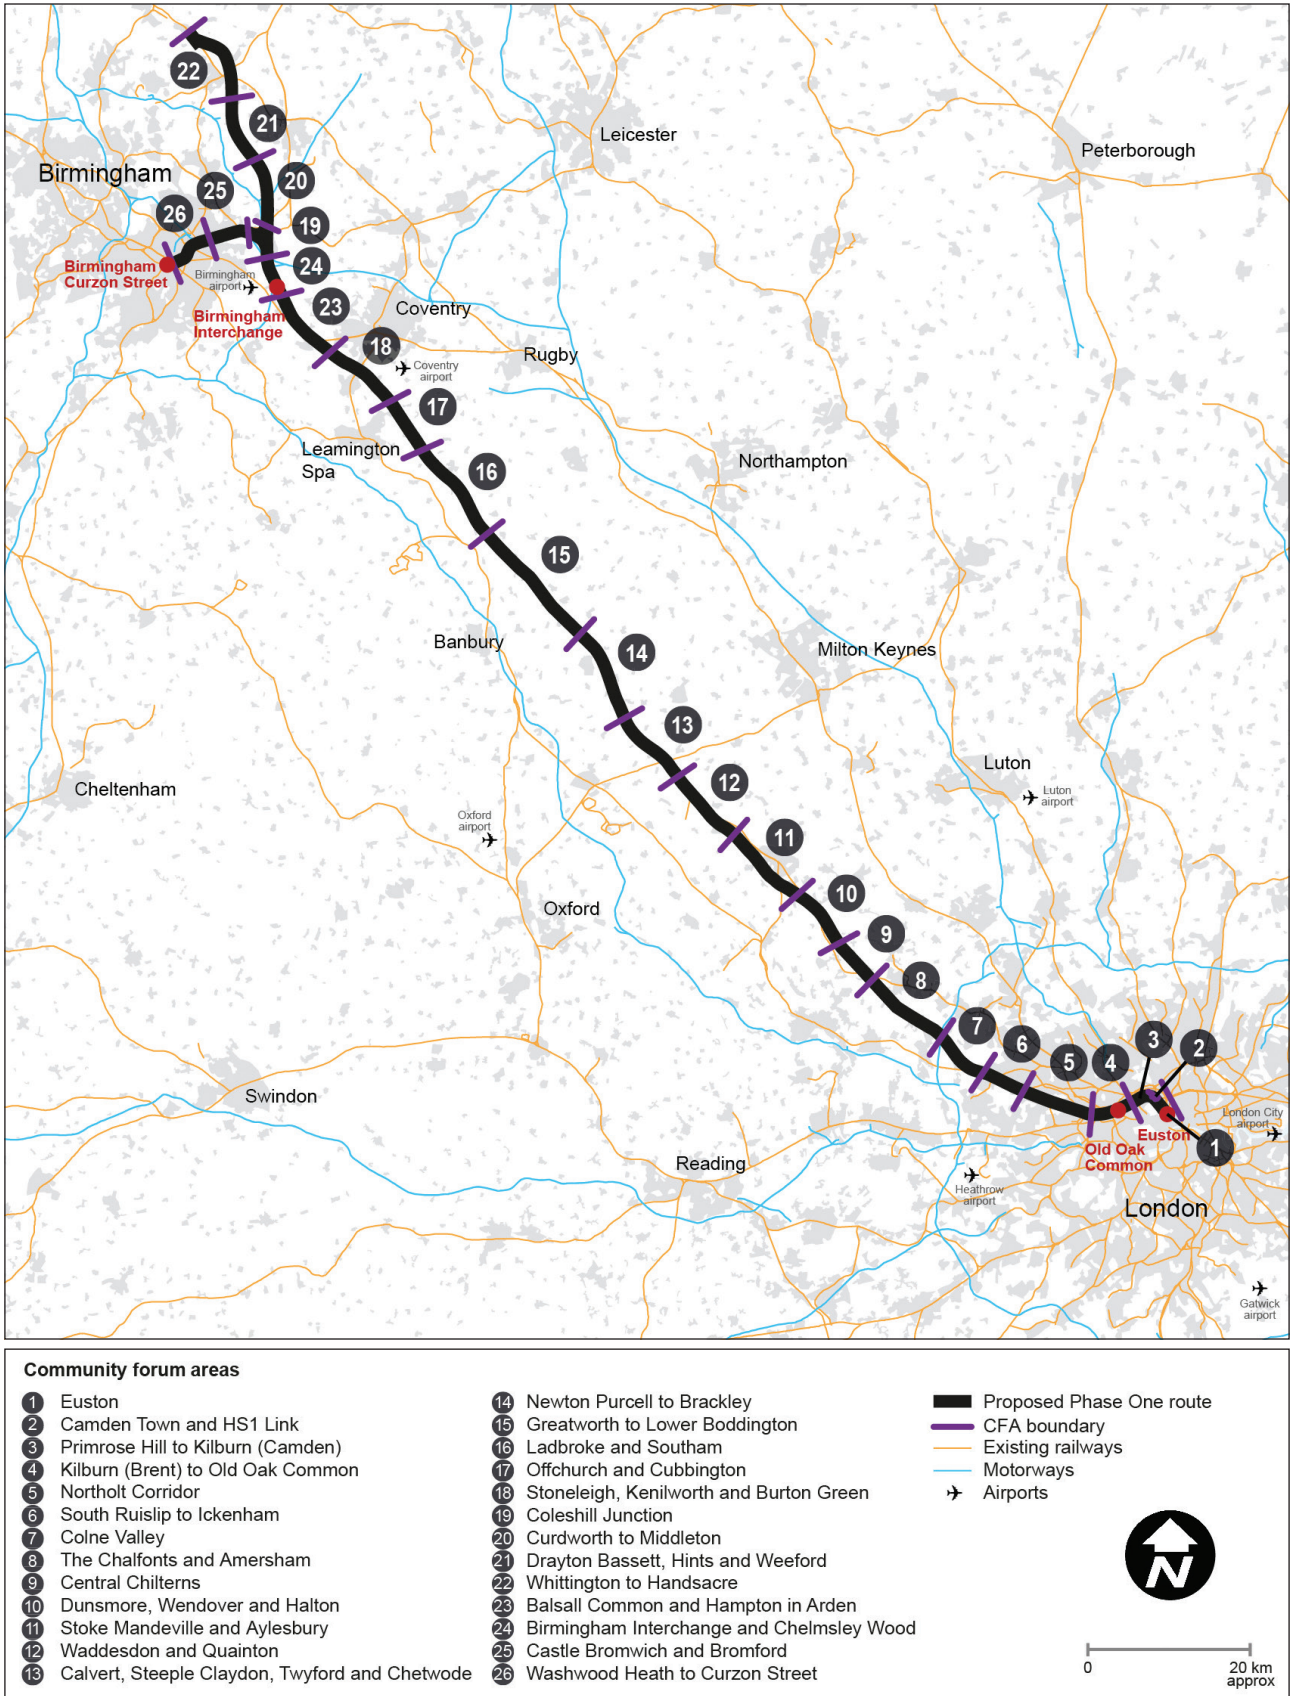 22
21
Leicester
Peterborough
Birmingham
20
25
26
19
24
Birmingham
Curzon Street
Birmingham
airport
23
Birmingham
Interchange
Coventry
18
Coventry
airport
Rugby
17
Leamington
Spa
16
Northampton
15
Banbury
14
Milton Keynes
13
12
Luton
Luton
airport
Cheltenham
Oxford
airport
11
10
Oxford
9
8
7
6
5
4
3
2
Swindon
London City
airport
Euston
1
Old Oak
Common
Reading
Heathrow
airport
London
Gatwick
airport
Community forum areas
1 Euston
2 Camden Town and HS1 Link
3 Primrose Hill to Kilburn (Camden)
4 Kilburn (Brent) to Old Oak Common
5 Northolt Corridor
6 South Ruislip to Ickenham
7 Colne Valley
8 The Chalfonts and Amersham
9 Central Chilterns
10 Dunsmore, Wendover and Halton
11 Stoke Mandeville and Aylesbury
12 Waddesdon and Quainton
13 Calvert, Steeple Claydon, Twyford and Chetwode
14 Newton Purcell to Brackley
15 Greatworth to Lower Boddington
16 Ladbroke and Southam
17 Offchurch and Cubbington
18 Stoneleigh, Kenilworth and Burton Green
19 Coleshill Junction
20 Curdworth to Middleton
21 Drayton Bassett, Hints and Weeford
22 Whittington to Handsacre
23 Balsall Common and Hampton in Arden
24 Birmingham Interchange and Chelmsley Wood
25 Castle Bromwich and Bromford
26 Washwood Heath to Curzon Street
Proposed Phase One route
CFA boundary
Existing railways
Motorways
Airports
N
0 20 km
approx